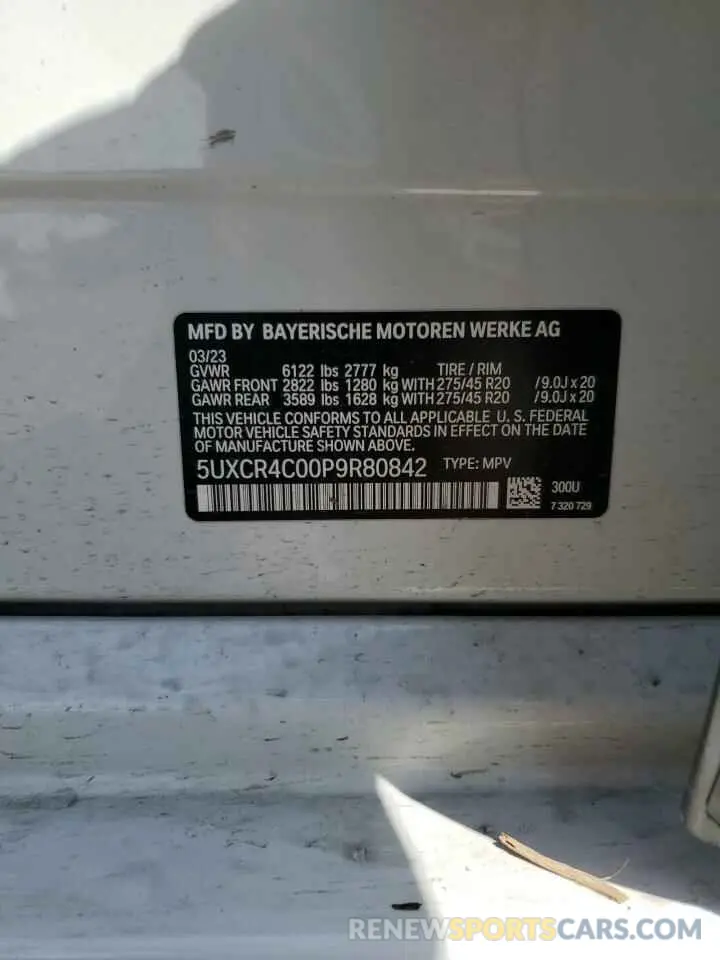 MFD BY BAYERISCHE MOTOREN WERKE AG
03/23
GVWR 6122 lbs 2777 kg TIRE / RIM
GAWR FRONT 2822 lbs 1280 kg WITH 275/45 R20 / 9.0J x 20
GAWR REAR 3589 lbs 1628 kg WITH 275/45 R20 / 9.0J x 20
THIS VEHICLE CONFORMS TO ALL APPLICABLE U. S. FEDERAL
MOTOR VEHICLE SAFETY STANDARDS IN EFFECT ON THE DATE
OF MANUFACTURE SHOWN ABOVE.
5UXCR4C00P9R80842 TYPE: MPV
300U
7 320 729
RENEWSPORTSCARS.COM